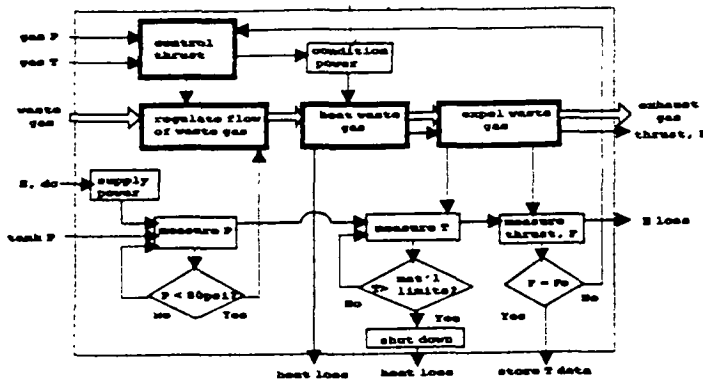 gas P
gas T
control
thrust
condition
power
waste
gas
regulate flow
of waste gas
heat waste
gas
expel waste
gas
exhaust
gas
thrust, F
E, dc
supply
power
tank P
measure P
measure T
measure
thrust, F
E loss
P < 80psi?
No
Yes
T>
mat'l
limits?
No
Yes
F = Fo
No
Yes
shut down
heat loss
heat loss
store T data